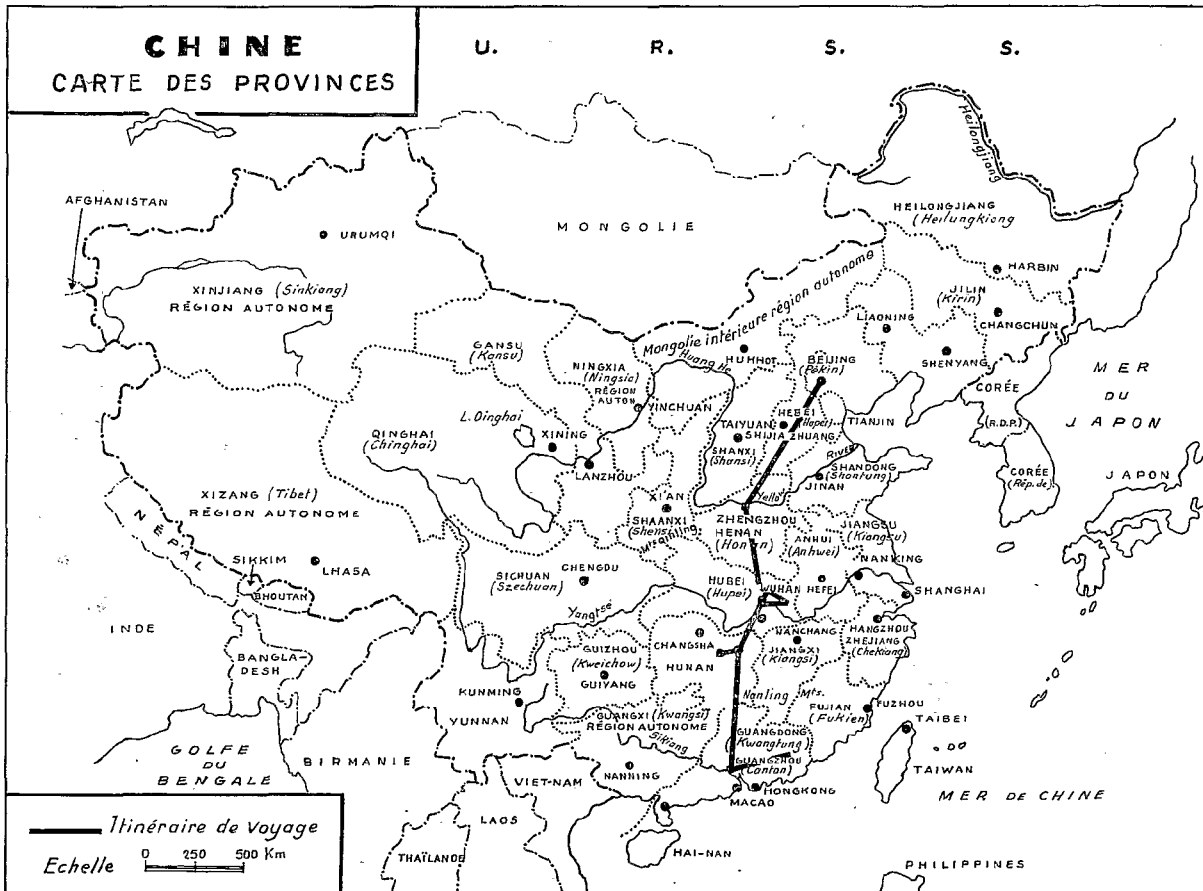 CHINE
CARTE DES PROVINCES
U. R. S. S.
AFGHANISTAN
URUMQI
XINJIANG (Sinkiang)
RÉGION AUTONOME
MONGOLIE
Heilongjiang
HEILONGJIANG
(Heilungkiong
HARBIN
JILIN
(Kirin)
CHANGCHUN
LIAONING
SHENYANG
Mongolie intérieure région autonome
HUHHOT
Huang He
GANSU
(Kansu)
NINGXIA
(Ningsia)
RÉGION
AUTON
YINCHUAN
BEIJING
(Pékin)
HEBEI
(Hopei)
TIANJIN
TAIYUAN
SHIJIAZHUANG
SHANXI
(Shansi)
COREE
(R.D.P.)
CORÉE
(Rép. de)
MER
DU
JAPON
JAPON
QINGHAI
(Chinghai)
L. Qinghai
XINING
LANZHOU
Yellow
River
SHANDONG
(Shantung)
JINAN
XIZANG (Tibet)
RÉGION AUTONOME
NÉPAL
SIKKIM
BHOUTAN
LHASA
XI'AN
SHAANXI
(Shensi)
Mts Qinling
ZHENGZHOU
HENAN
(Honan)
JIANGSU
(Kiangsu)
ANHUI
(Anhwei)
NANKING
SICHUAN
(Szechuan)
CHENGDU
HUBEI
(Hupei)
WUHAN
HEFEI
SHANGHAI
Yangtsé
INDE
BANGLA-
DESH
GUIZHOU
(Kweichow)
GUIYANG
CHANGSHA
HUNAN
NANCHANG
JIANGXI
(Kiangsi)
HANGZHOU
ZHEJIANG
(Chekiang)
KUNMING
YUNNAN
Nanling Mts.
FUJIAN
(Fukien)
FUZHOU
GUANGXI (Kwangsi)
RÉGION AUTONOME
Sikiang
GUANGDONG
(Kwangtung)
GUANGZHOU
(Canton)
TAIBEI
TAIWAN
GOLFE
DU
BENGALE
BIRMANIE
VIET-NAM
NANNING
MACAO
HONGKONG
MER DE CHINE
LAOS
THAÏLANDE
HAI-NAN
PHILIPPINES
Itinéraire de voyage
Echelle 0 250 500 Km